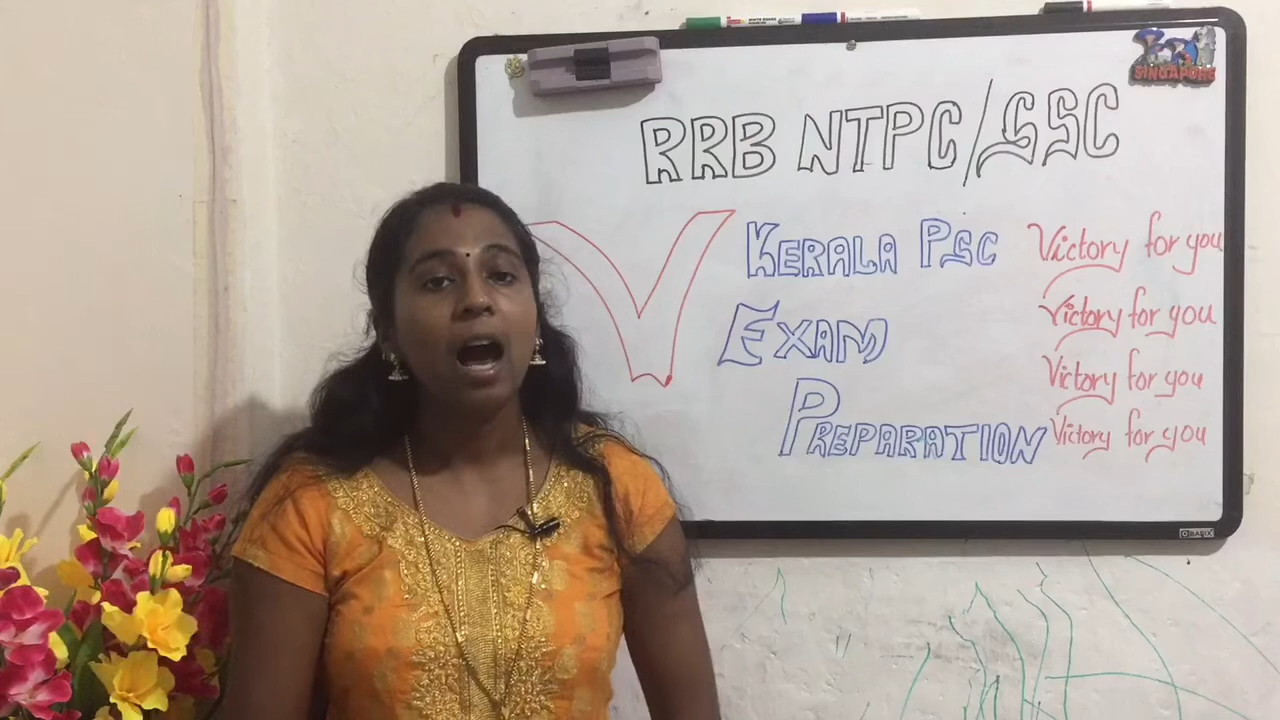 SINGAPORE
RRB NTPC/SSC
V
KERALA PSC
EXAM
PREPARATION
Victory for you
Victory for you
Victory for you
Victory for you